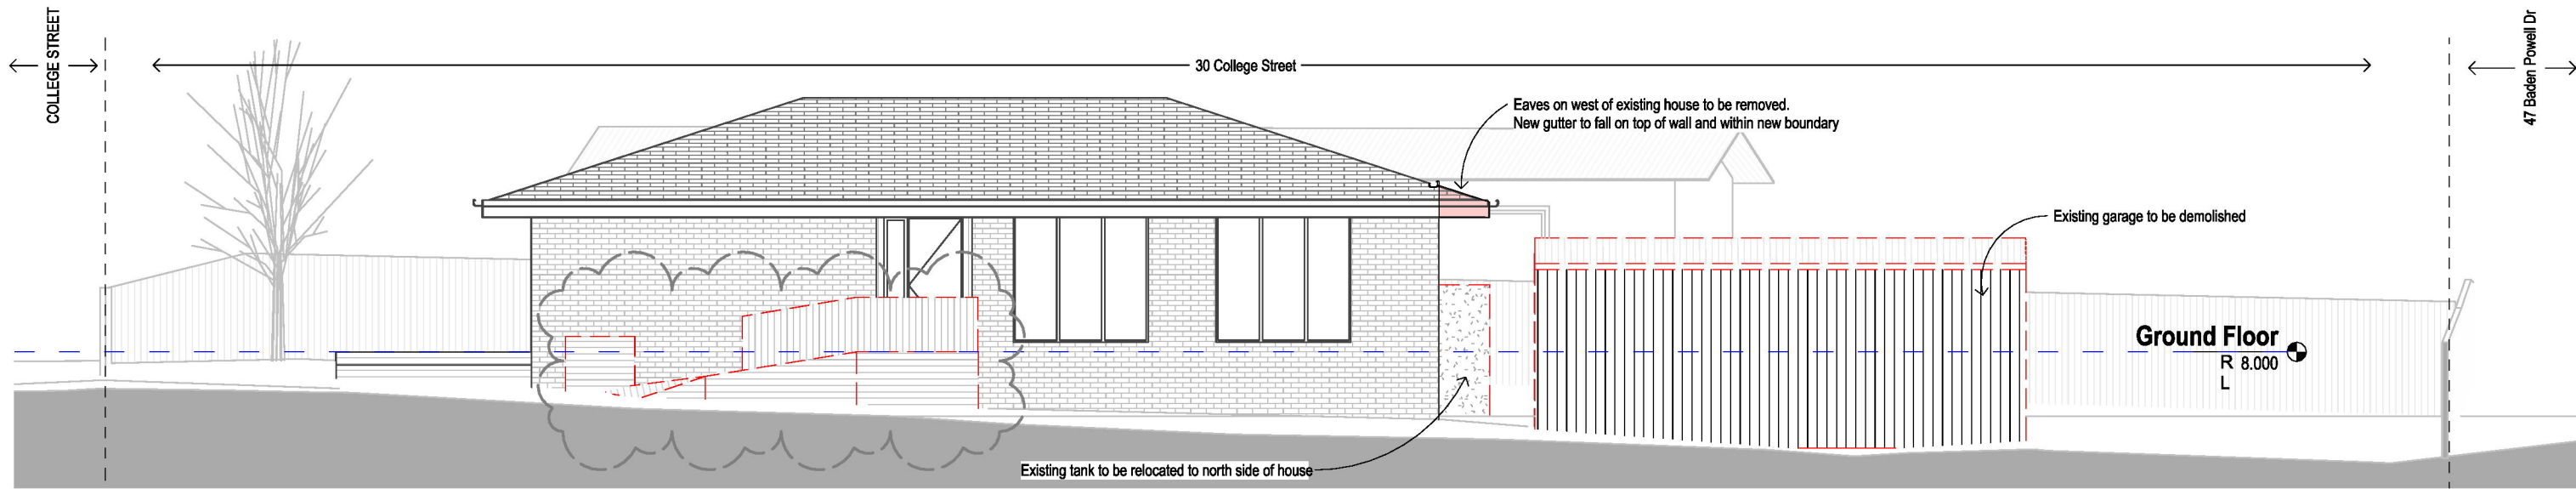 COLLEGE STREET
30 College Street
47 Baden Powell Dr
Eaves on west of existing house to be removed.
New gutter to fall on top of wall and within new boundary
Existing garage to be demolished
Ground Floor
R 8.000
L
Existing tank to be relocated to north side of house